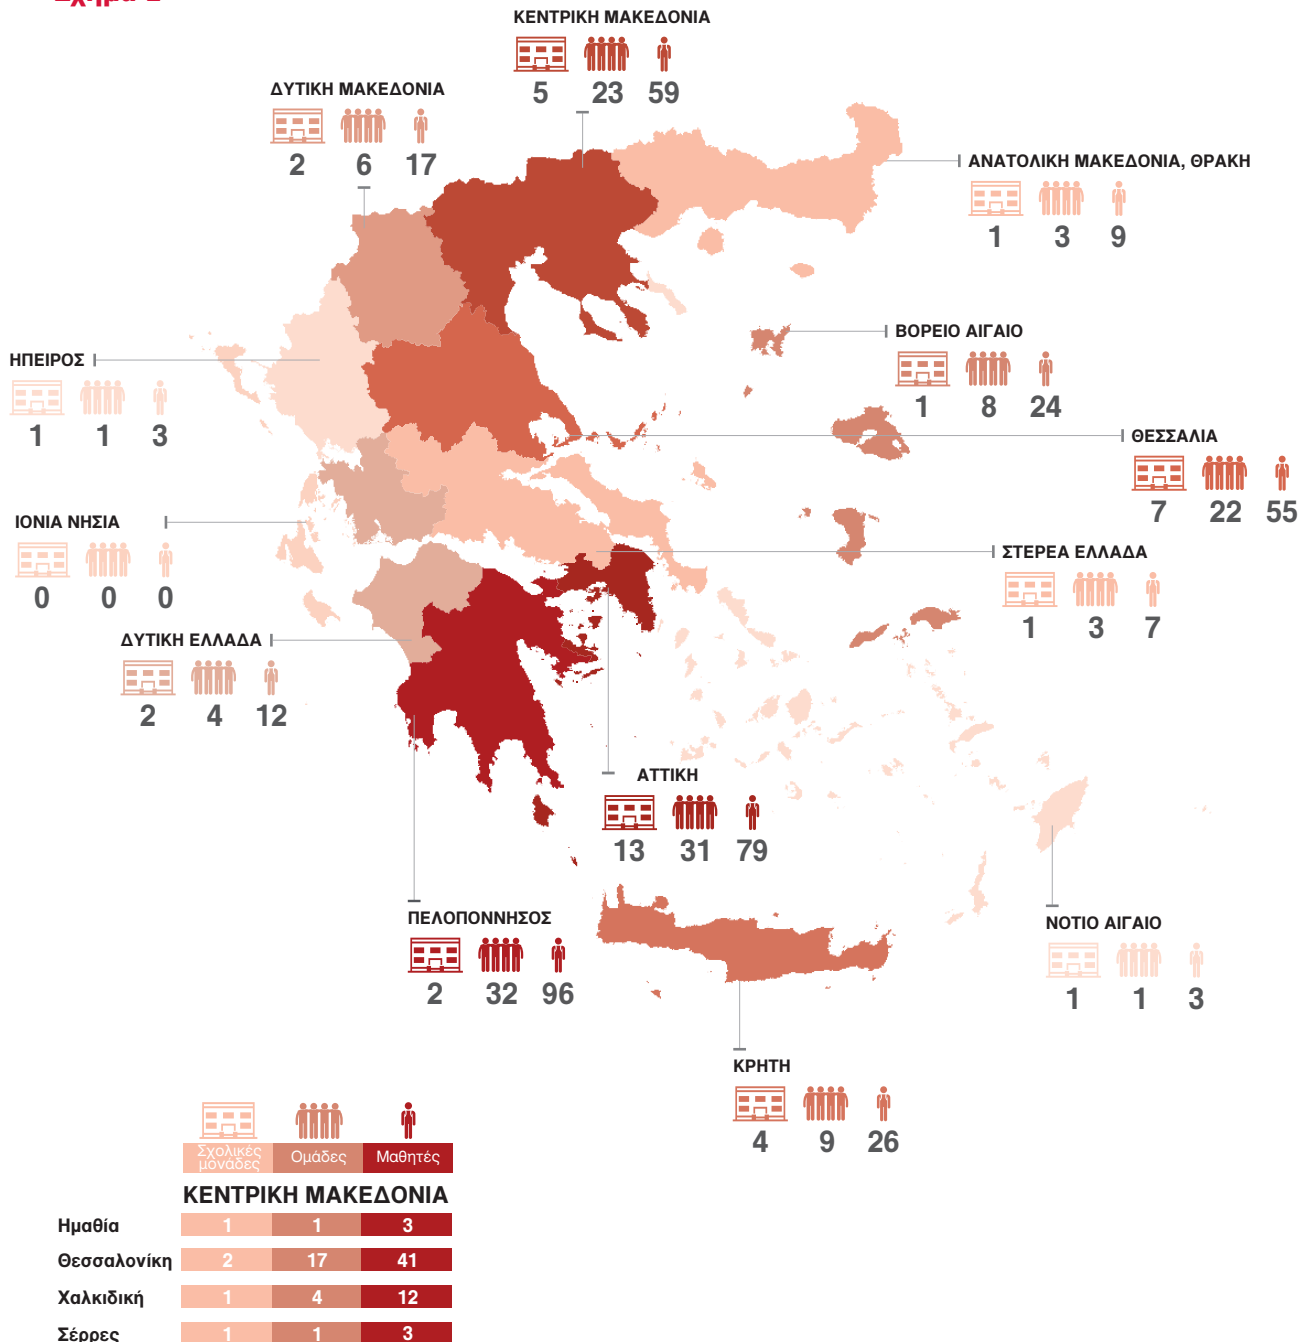 ΚΕΝΤΡΙΚΗ ΜΑΚΕΔΟΝΙΑ
5 23 59
ΔΥΤΙΚΗ ΜΑΚΕΔΟΝΙΑ
2 6 17
ΑΝΑΤΟΛΙΚΗ ΜΑΚΕΔΟΝΙΑ, ΘΡΑΚΗ
1 3 9
ΒΟΡΕΙΟ ΑΙΓΑΙΟ
1 8 24
ΗΠΕΙΡΟΣ
1 1 3
ΘΕΣΣΑΛΙΑ
7 22 55
ΙΟΝΙΑ ΝΗΣΙΑ
0 0 0
ΣΤΕΡΕΑ ΕΛΛΑΔΑ
1 3 7
ΔΥΤΙΚΗ ΕΛΛΑΔΑ
2 4 12
ΑΤΤΙΚΗ
13 31 79
ΠΕΛΟΠΟΝΝΗΣΟΣ
2 32 96
ΝΟΤΙΟ ΑΙΓΑΙΟ
1 1 3
ΚΡΗΤΗ
4 9 26
Σχολικές
μονάδες Ομάδες Μαθητές
ΚΕΝΤΡΙΚΗ ΜΑΚΕΔΟΝΙΑ
Ημαθία 1 1 3
Θεσσαλονίκη 2 17 41
Χαλκιδική 1 4 12
Σέρρες 1 1 3